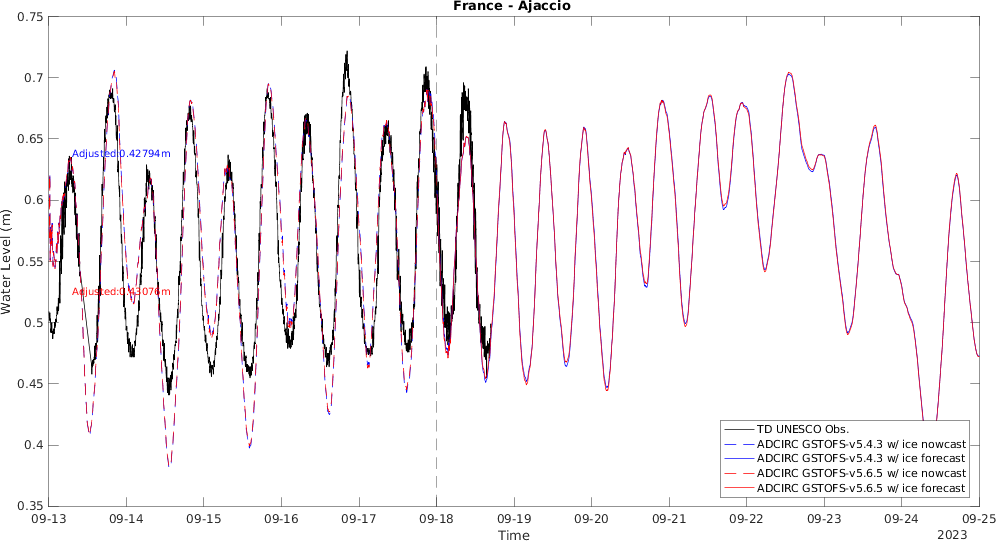 France - Ajaccio
0.75
0.7
0.65
0.6
0.55
0.5
0.45
0.4
0.35
Water Level (m)
Adjusted:0.42794m
Adjusted:0.43076m
TD UNESCO Obs.
ADCIRC GSTOFS-v5.4.3 w/ ice nowcast
ADCIRC GSTOFS-v5.4.3 w/ ice forecast
ADCIRC GSTOFS-v5.6.5 w/ ice nowcast
ADCIRC GSTOFS-v5.6.5 w/ ice forecast
09-13 09-14 09-15 09-16 09-17 09-18 09-19 09-20 09-21 09-22 09-23 09-24 09-25
Time
2023